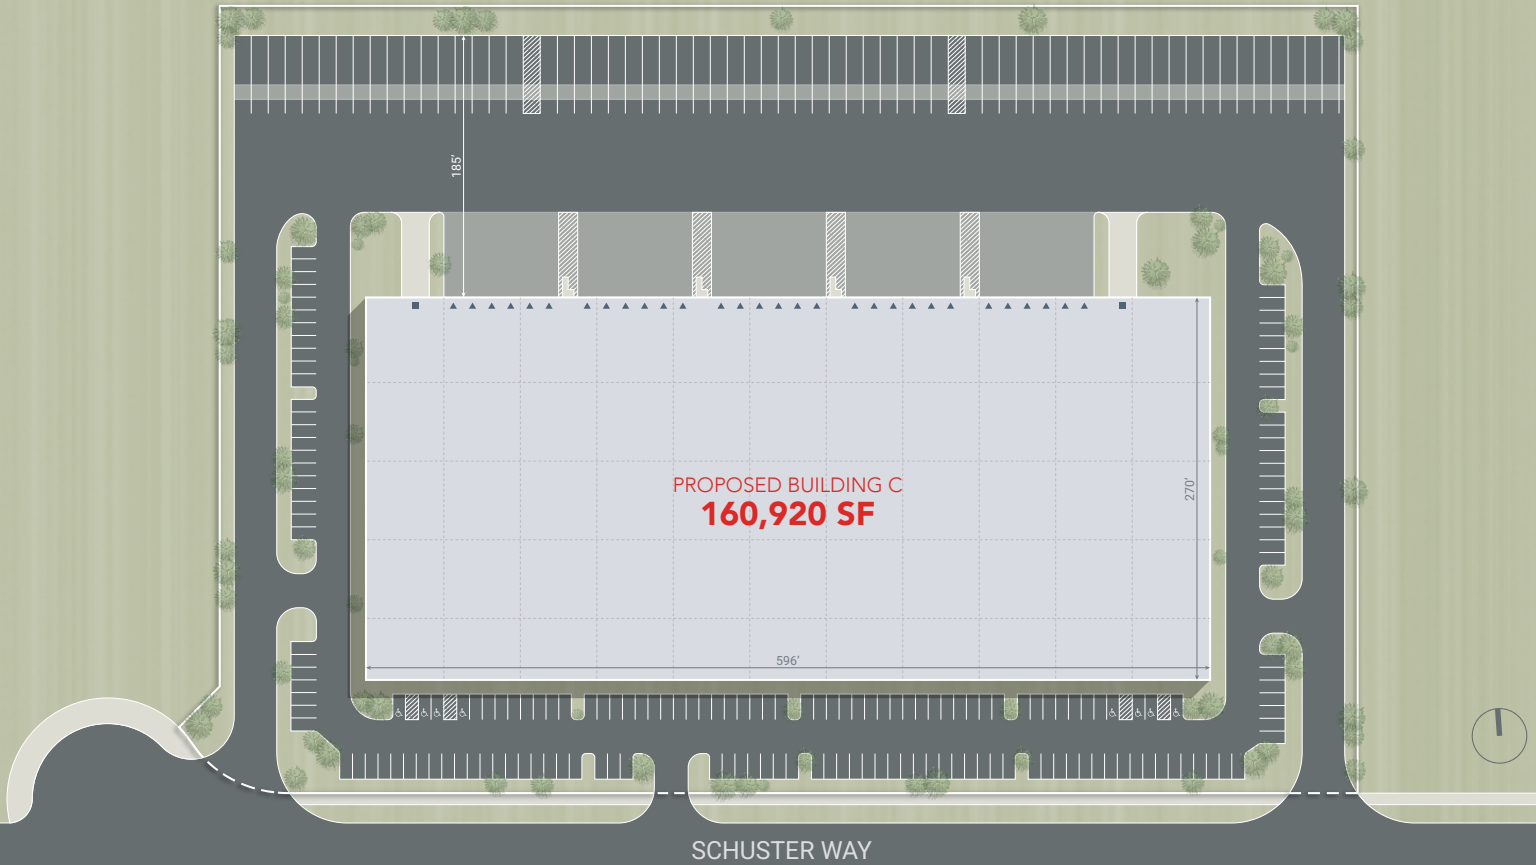 185’
PROPOSED BUILDING C
160,920 SF
270’
596’
SCHUSTER WAY